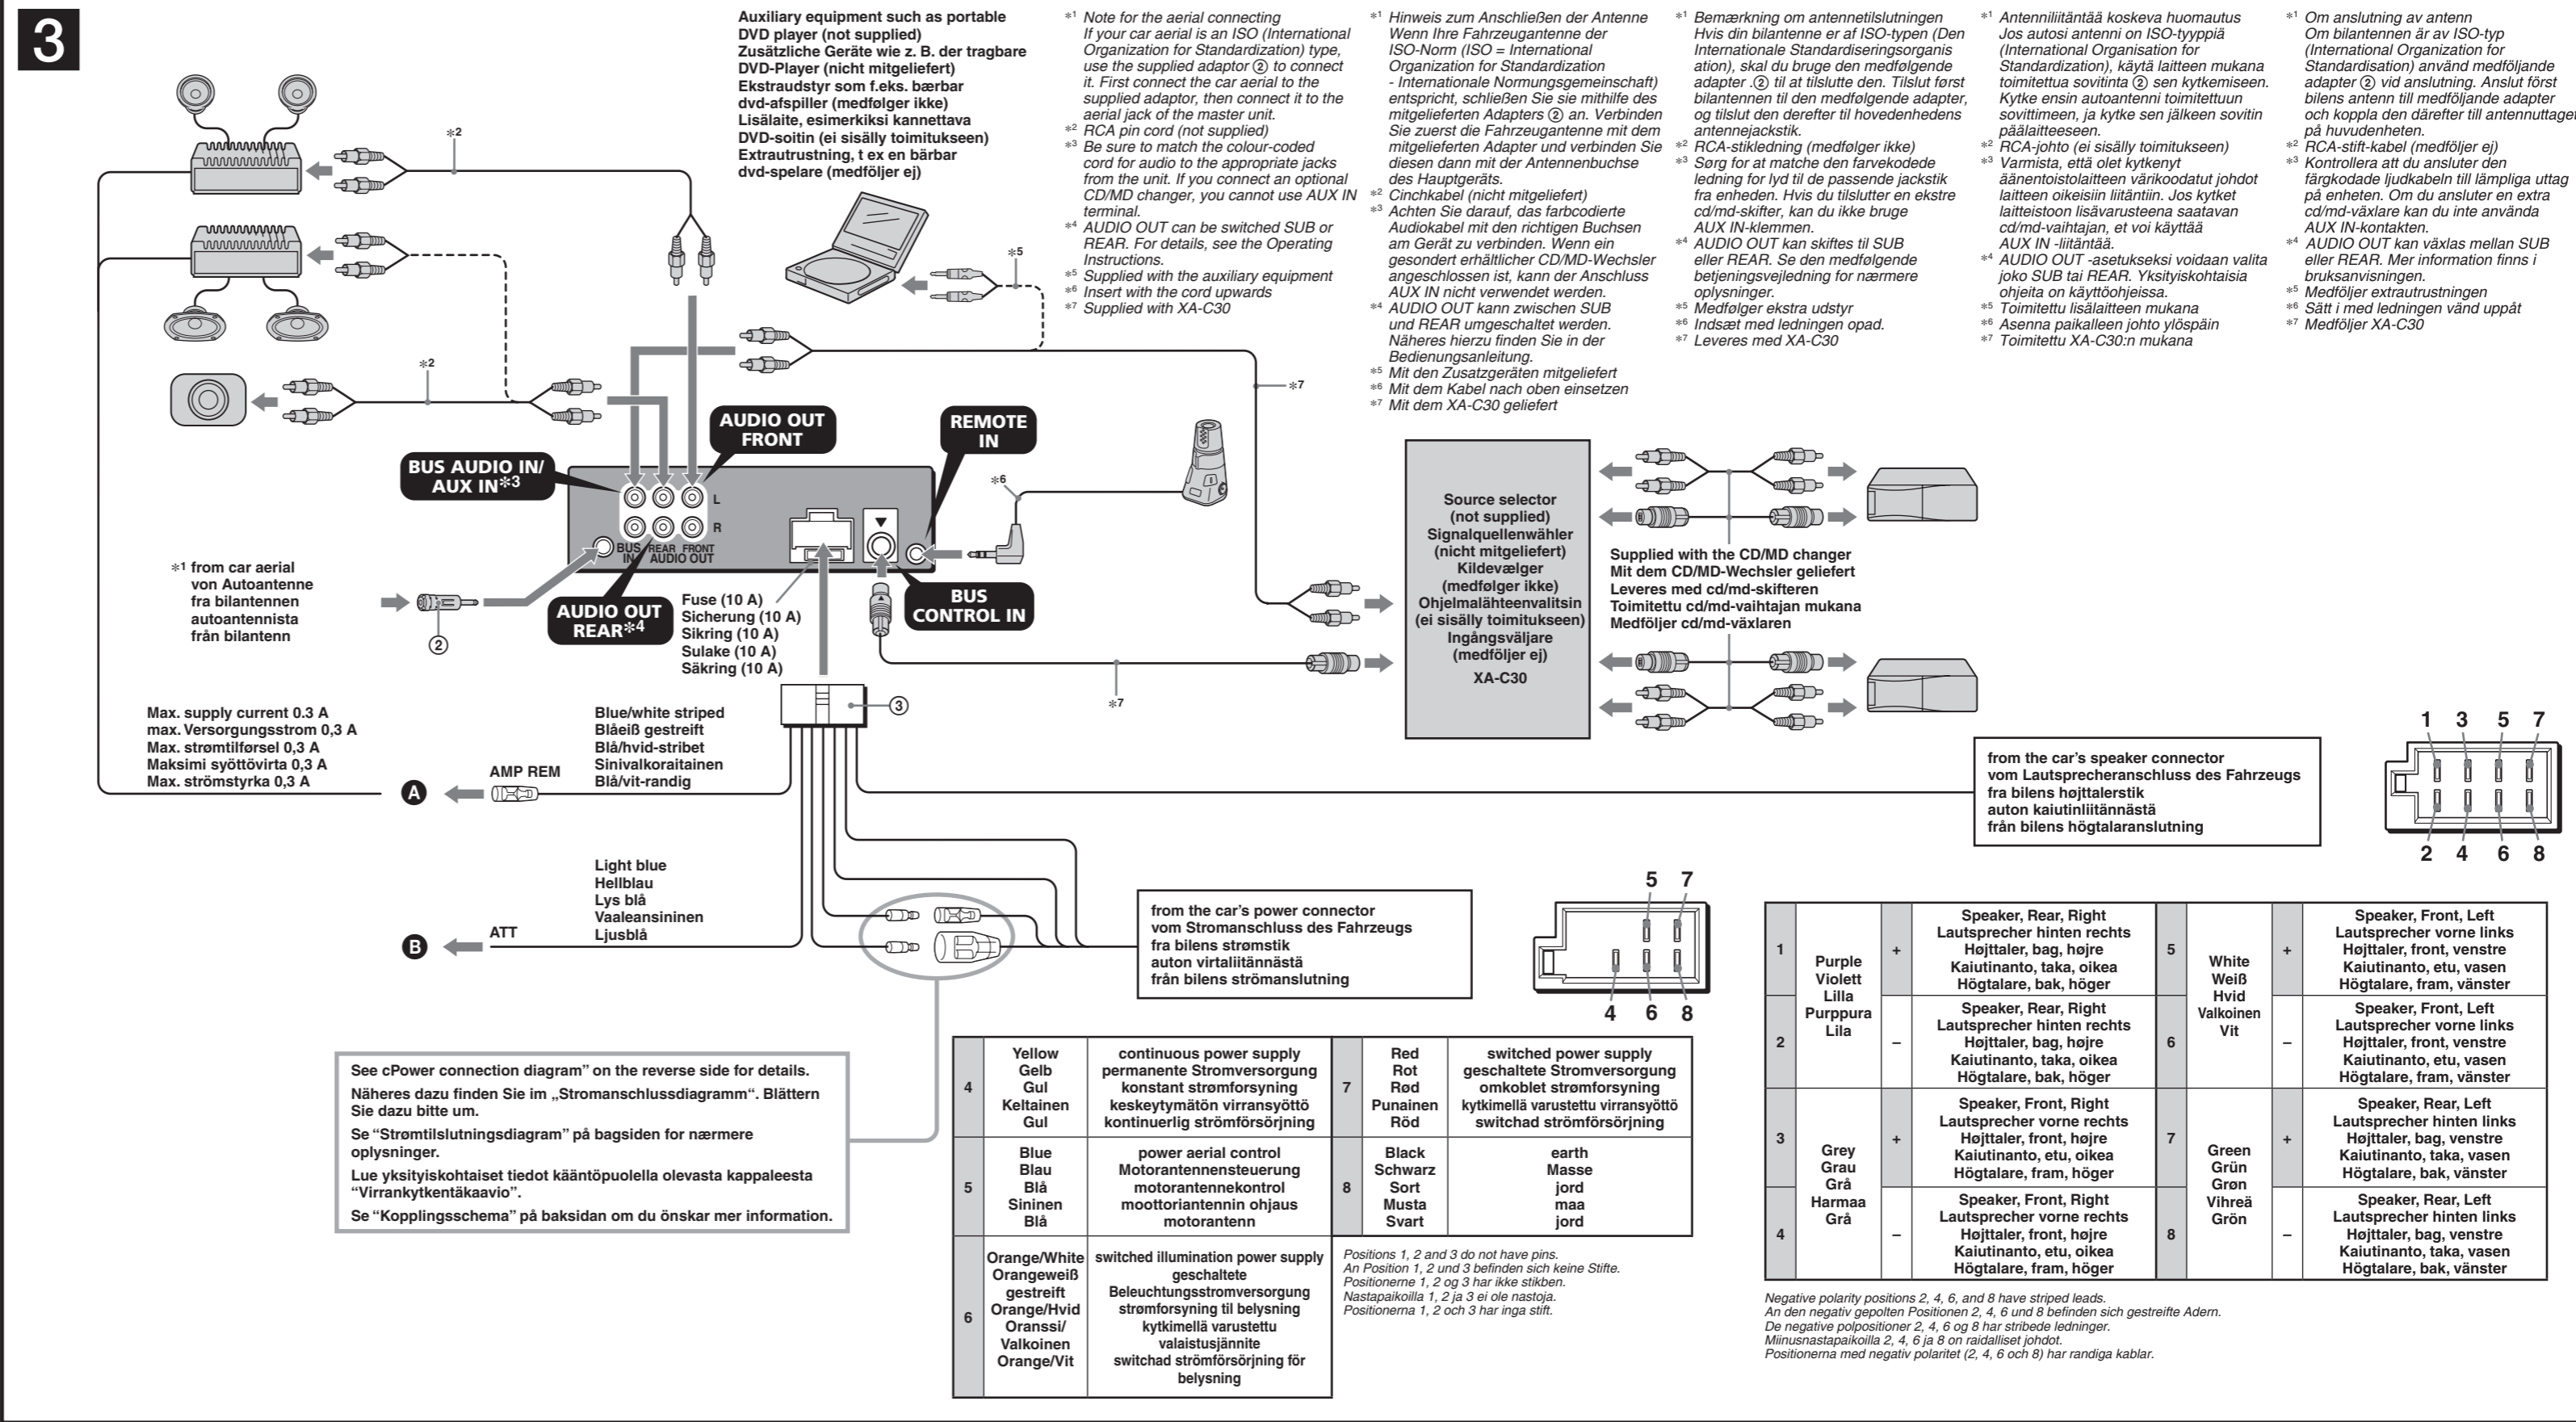 3
Auxiliary equipment such as portable
DVD player (not supplied)
Zusätzliche Geräte wie z. B. der tragbare
DVD-Player (nicht mitgeliefert)
Ekstraudstyr som f.eks. bærbar
dvd-afspiller (medfølger ikke)
Lisälaite, esimerkiksi kannettava
DVD-soitin (ei sisälly toimitukseen)
Extrautrustning, t ex en bärbar
dvd-spelare (medföljer ej)
*1 Note for the aerial connecting
If your car aerial is an ISO (International
Organization for Standardization) type,
use the supplied adaptor ② to connect
it. First connect the car aerial to the
supplied adaptor, then connect it to the
aerial jack of the master unit.
*2 RCA pin cord (not supplied)
*3 Be sure to match the colour-coded
cord for audio to the appropriate jacks
from the unit. If you connect an optional
CD/MD changer, you cannot use AUX IN
terminal.
*4 AUDIO OUT can be switched SUB or
REAR. For details, see the Operating
Instructions.
*5 Supplied with the auxiliary equipment
*6 Insert with the cord upwards
*7 Supplied with XA-C30
*1 Hinweis zum Anschließen der Antenne
Wenn Ihre Fahrzeugantenne der
ISO-Norm (ISO = International
Organization for Standardization
- Internationale Normungsgemeinschaft)
entspricht, schließen Sie sie mithilfe des
mitgelieferten Adapters ② an. Verbinden
Sie zuerst die Fahrzeugantenne mit dem
mitgelieferten Adapter und verbinden Sie
diesen dann mit der Antennenbuchse
des Hauptgeräts.
*2 Cinchkabel (nicht mitgeliefert)
*3 Achten Sie darauf, das farbcodierte
Audiokabel mit den richtigen Buchsen
am Gerät zu verbinden. Wenn ein
gesondert erhältlicher CD/MD-Wechsler
angeschlossen ist, kann der Anschluss
AUX IN nicht verwendet werden.
*4 AUDIO OUT kann zwischen SUB
und REAR umgeschaltet werden.
Näheres hierzu finden Sie in der
Bedienungsanleitung.
*5 Mit den Zusatzgeräten mitgeliefert
*6 Mit dem Kabel nach oben einsetzen
*7 Mit dem XA-C30 geliefert
*1 Bemærkning om antennetilslutningen
Hvis din bilantenne er af ISO-typen (Den
Internationale Standardiseringsorganis
ation), skal du bruge den medfølgende
adapter .② til at tilslutte den. Tilslut først
bilantennen til den medfølgende adapter,
og tilslut den derefter til hovedenhedens
antennejackstik.
*2 RCA-stikledning (medfølger ikke)
*3 Sørg for at matche den farvekodede
ledning for lyd til de passende jackstik
fra enheden. Hvis du tilslutter en ekstre
cd/md-skifter, kan du ikke bruge
AUX IN-klemmen.
*4 AUDIO OUT kan skiftes til SUB
eller REAR. Se den medfølgende
betjeningsvejledning for nærmere
oplysninger.
*5 Medfølger ekstra udstyr
*6 Indsæt med ledningen opad.
*7 Leveres med XA-C30
*1 Antenniliitäntää koskeva huomautus
Jos autosi antenni on ISO-tyyppiä
(International Organisation for
Standardization), käytä laitteen mukana
toimitettua sovitinta ② sen kytkemiseen.
Kytke ensin autoantenni toimitettuun
sovittimeen, ja kytke sen jälkeen sovitin
päälaitteeseen.
*2 RCA-johto (ei sisälly toimitukseen)
*3 Varmista, että olet kytkenyt
äänentoistolaitteen värikoodatut johdot
laitteen oikeisiin liitäntiin. Jos kytket
laitteistoon lisävarusteena saatavan
cd/md-vaihtajan, et voi käyttää
AUX IN -liitäntää.
*4 AUDIO OUT -asetukseksi voidaan valita
joko SUB tai REAR. Yksityiskohtaisia
ohjeita on käyttöohjeissa.
*5 Toimitettu lisälaitteen mukana
*6 Asenna paikalleen johto ylöspäin
*7 Toimitettu XA-C30:n mukana
*1 Om anslutning av antenn
Om bilantennen är av ISO-typ
(International Organization for
Standardisation) använd medföljande
adapter ② vid anslutning. Anslut först
bilens antenn till medföljande adapter
och koppla den därefter till antennuttaget
på huvudenheten.
*2 RCA-stift-kabel (medföljer ej)
*3 Kontrollera att du ansluter den
färgkodade ljudkabeln till lämpliga uttag
på enheten. Om du ansluter en extra
cd/md-växlare kan du inte använda
AUX IN-kontakten.
*4 AUDIO OUT kan växlas mellan SUB
eller REAR. Mer information finns i
bruksanvisningen.
*5 Medföljer extrautrustningen
*6 Sätt i med ledningen vänd uppåt
*7 Medföljer XA-C30
*2
*5
*2
*7
AUDIO OUT
FRONT
REMOTE
IN
BUS AUDIO IN/
AUX IN*3
*6
L
R
BUS
IN
REAR FRONT
AUDIO OUT
*1 from car aerial
von Autoantenne
fra bilantennen
autoantennista
från bilantenn
②
AUDIO OUT
REAR*4
Fuse (10 A)
Sicherung (10 A)
Sikring (10 A)
Sulake (10 A)
Säkring (10 A)
BUS
CONTROL IN
*7
Source selector
(not supplied)
Signalquellenwähler
(nicht mitgeliefert)
Kildevælger
(medfølger ikke)
Ohjelmalähteenvalitsin
(ei sisälly toimitukseen)
Ingångsväljare
(medföljer ej)
XA-C30
Supplied with the CD/MD changer
Mit dem CD/MD-Wechsler geliefert
Leveres med cd/md-skifteren
Toimitettu cd/md-vaihtajan mukana
Medföljer cd/md-växlaren
③
Max. supply current 0.3 A
max. Versorgungsstrom 0,3 A
Max. strømtilførsel 0,3 A
Maksimi syöttövirta 0,3 A
Max. strömstyrka 0,3 A
Blue/white striped
Blåeiß gestreift
Blå/hvid-stribet
Sinivalkoraitainen
Blå/vit-randig
A
AMP REM
from the car's speaker connector
vom Lautsprecheranschluss des Fahrzeugs
fra bilens højttalerstik
auton kaiutinliitännästä
från bilens högtalaranslutning
1 3 5 7
2 4 6 8
Light blue
Hellblau
Lys blå
Vaaleansininen
Ljusblå
B
ATT
from the car's power connector
vom Stromanschluss des Fahrzeugs
fra bilens strømstik
auton virtaliitännästä
från bilens strömanslutning
5 7
4 6 8
See cPower connection diagram” on the reverse side for details.
Näheres dazu finden Sie im „Stromanschlussdiagramm“. Blättern
Sie dazu bitte um.
Se “Strømtilslutningsdiagram” på bagsiden for nærmere
oplysninger.
Lue yksityiskohtaiset tiedot kääntöpuolella olevasta kappaleesta
“Virrankytkentäkaavio”.
Se “Kopplingsschema” på baksidan om du önskar mer information.
4
Yellow
Gelb
Gul
Keltainen
Gul
continuous power supply
permanente Stromversorgung
konstant strømforsyning
keskeytymätön virransyöttö
kontinuerlig strömförsörjning
7
Red
Rot
Rød
Punainen
Röd
switched power supply
geschaltete Stromversorgung
omkoblet strømforsyning
kytkimellä varustettu virransyöttö
switchad strömförsörjning
5
Blue
Blau
Blå
Sininen
Blå
power aerial control
Motorantennensteuerung
motorantennekontrol
moottoriantennin ohjaus
motorantenn
8
Black
Schwarz
Sort
Musta
Svart
earth
Masse
jord
maa
jord
6
Orange/White
Orangeweiß
gestreift
Orange/Hvid
Oranssi/
Valkoinen
Orange/Vit
switched illumination power supply
geschaltete
Beleuchtungsstromversorgung
strømforsyning til belysning
kytkimellä varustettu
valaistusjännite
switchad strömförsörjning för
belysning
Positions 1, 2 and 3 do not have pins.
An Position 1, 2 und 3 befinden sich keine Stifte.
Positionerne 1, 2 og 3 har ikke stikben.
Nastapaikoilla 1, 2 ja 3 ei ole nastoja.
Positionerna 1, 2 och 3 har inga stift.
1
Purple
Violett
Lilla
Purppura
Lila
+
Speaker, Rear, Right
Lautsprecher hinten rechts
Højttaler, bag, højre
Kaiutinanto, taka, oikea
Högtalare, bak, höger
5
White
Weiß
Hvid
Valkoinen
Vit
+
Speaker, Front, Left
Lautsprecher vorne links
Højttaler, front, venstre
Kaiutinanto, etu, vasen
Högtalare, fram, vänster
2
–
Speaker, Rear, Right
Lautsprecher hinten rechts
Højttaler, bag, højre
Kaiutinanto, taka, oikea
Högtalare, bak, höger
6
–
Speaker, Front, Left
Lautsprecher vorne links
Højttaler, front, venstre
Kaiutinanto, etu, vasen
Högtalare, fram, vänster
3
Grey
Grau
Grå
Harmaa
Grå
+
Speaker, Front, Right
Lautsprecher vorne rechts
Højttaler, front, højre
Kaiutinanto, etu, oikea
Högtalare, fram, höger
7
Green
Grün
Grøn
Vihreä
Grön
+
Speaker, Rear, Left
Lautsprecher hinten links
Højttaler, bag, venstre
Kaiutinanto, taka, vasen
Högtalare, bak, vänster
4
–
Speaker, Front, Right
Lautsprecher vorne rechts
Højttaler, front, højre
Kaiutinanto, etu, oikea
Högtalare, fram, höger
8
–
Speaker, Rear, Left
Lautsprecher hinten links
Højttaler, bag, venstre
Kaiutinanto, taka, vasen
Högtalare, bak, vänster
Negative polarity positions 2, 4, 6, and 8 have striped leads.
An den negativ gepolten Positionen 2, 4, 6 und 8 befinden sich gestreifte Adern.
De negative polpositioner 2, 4, 6 og 8 har stribede ledninger.
Miinusnastapaikoilla 2, 4, 6 ja 8 on raidalliset johdot.
Positionerna med negativ polaritet (2, 4, 6 och 8) har randiga kablar.